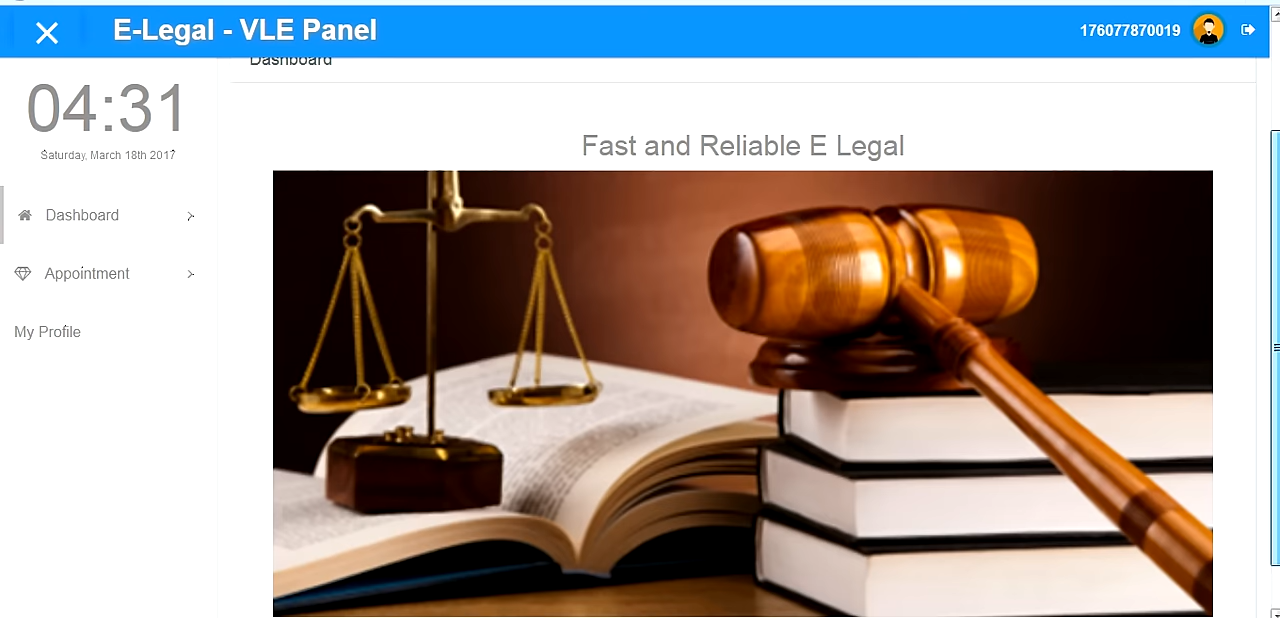 E-Legal - VLE Panel
176077870019
Dashboard
04:31
Saturday, March 18th 2017
Dashboard
Appointment
My Profile
Fast and Reliable E Legal